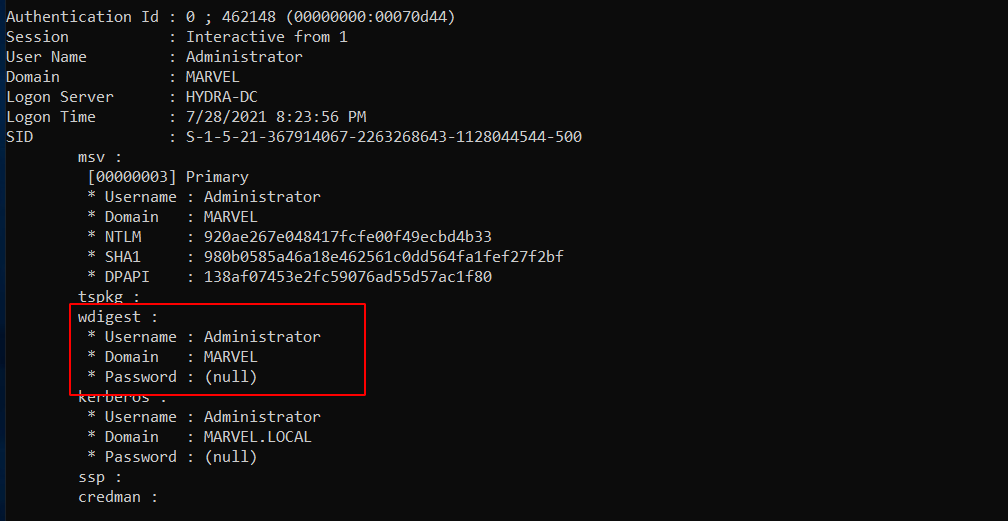 Authentication Id : 0 ; 462148 (00000000:00070d44)
Session           : Interactive from 1
User Name         : Administrator
Domain            : MARVEL
Logon Server      : HYDRA-DC
Logon Time        : 7/28/2021 8:23:56 PM
SID               : S-1-5-21-367914067-2263268643-1128044544-500
        msv :
         [00000003] Primary
         * Username : Administrator
         * Domain   : MARVEL
         * NTLM     : 920ae267e048417fcfe00f49ecbd4b33
         * SHA1     : 980b0585a46a18e462561c0dd564fa1fef27f2bf
         * DPAPI    : 138af07453e2fc59076ad55d57ac1f80
        tspkg :
        wdigest :
         * Username : Administrator
         * Domain   : MARVEL
         * Password : (null)
        kerberos :
         * Username : Administrator
         * Domain   : MARVEL.LOCAL
         * Password : (null)
        ssp :
        credman :